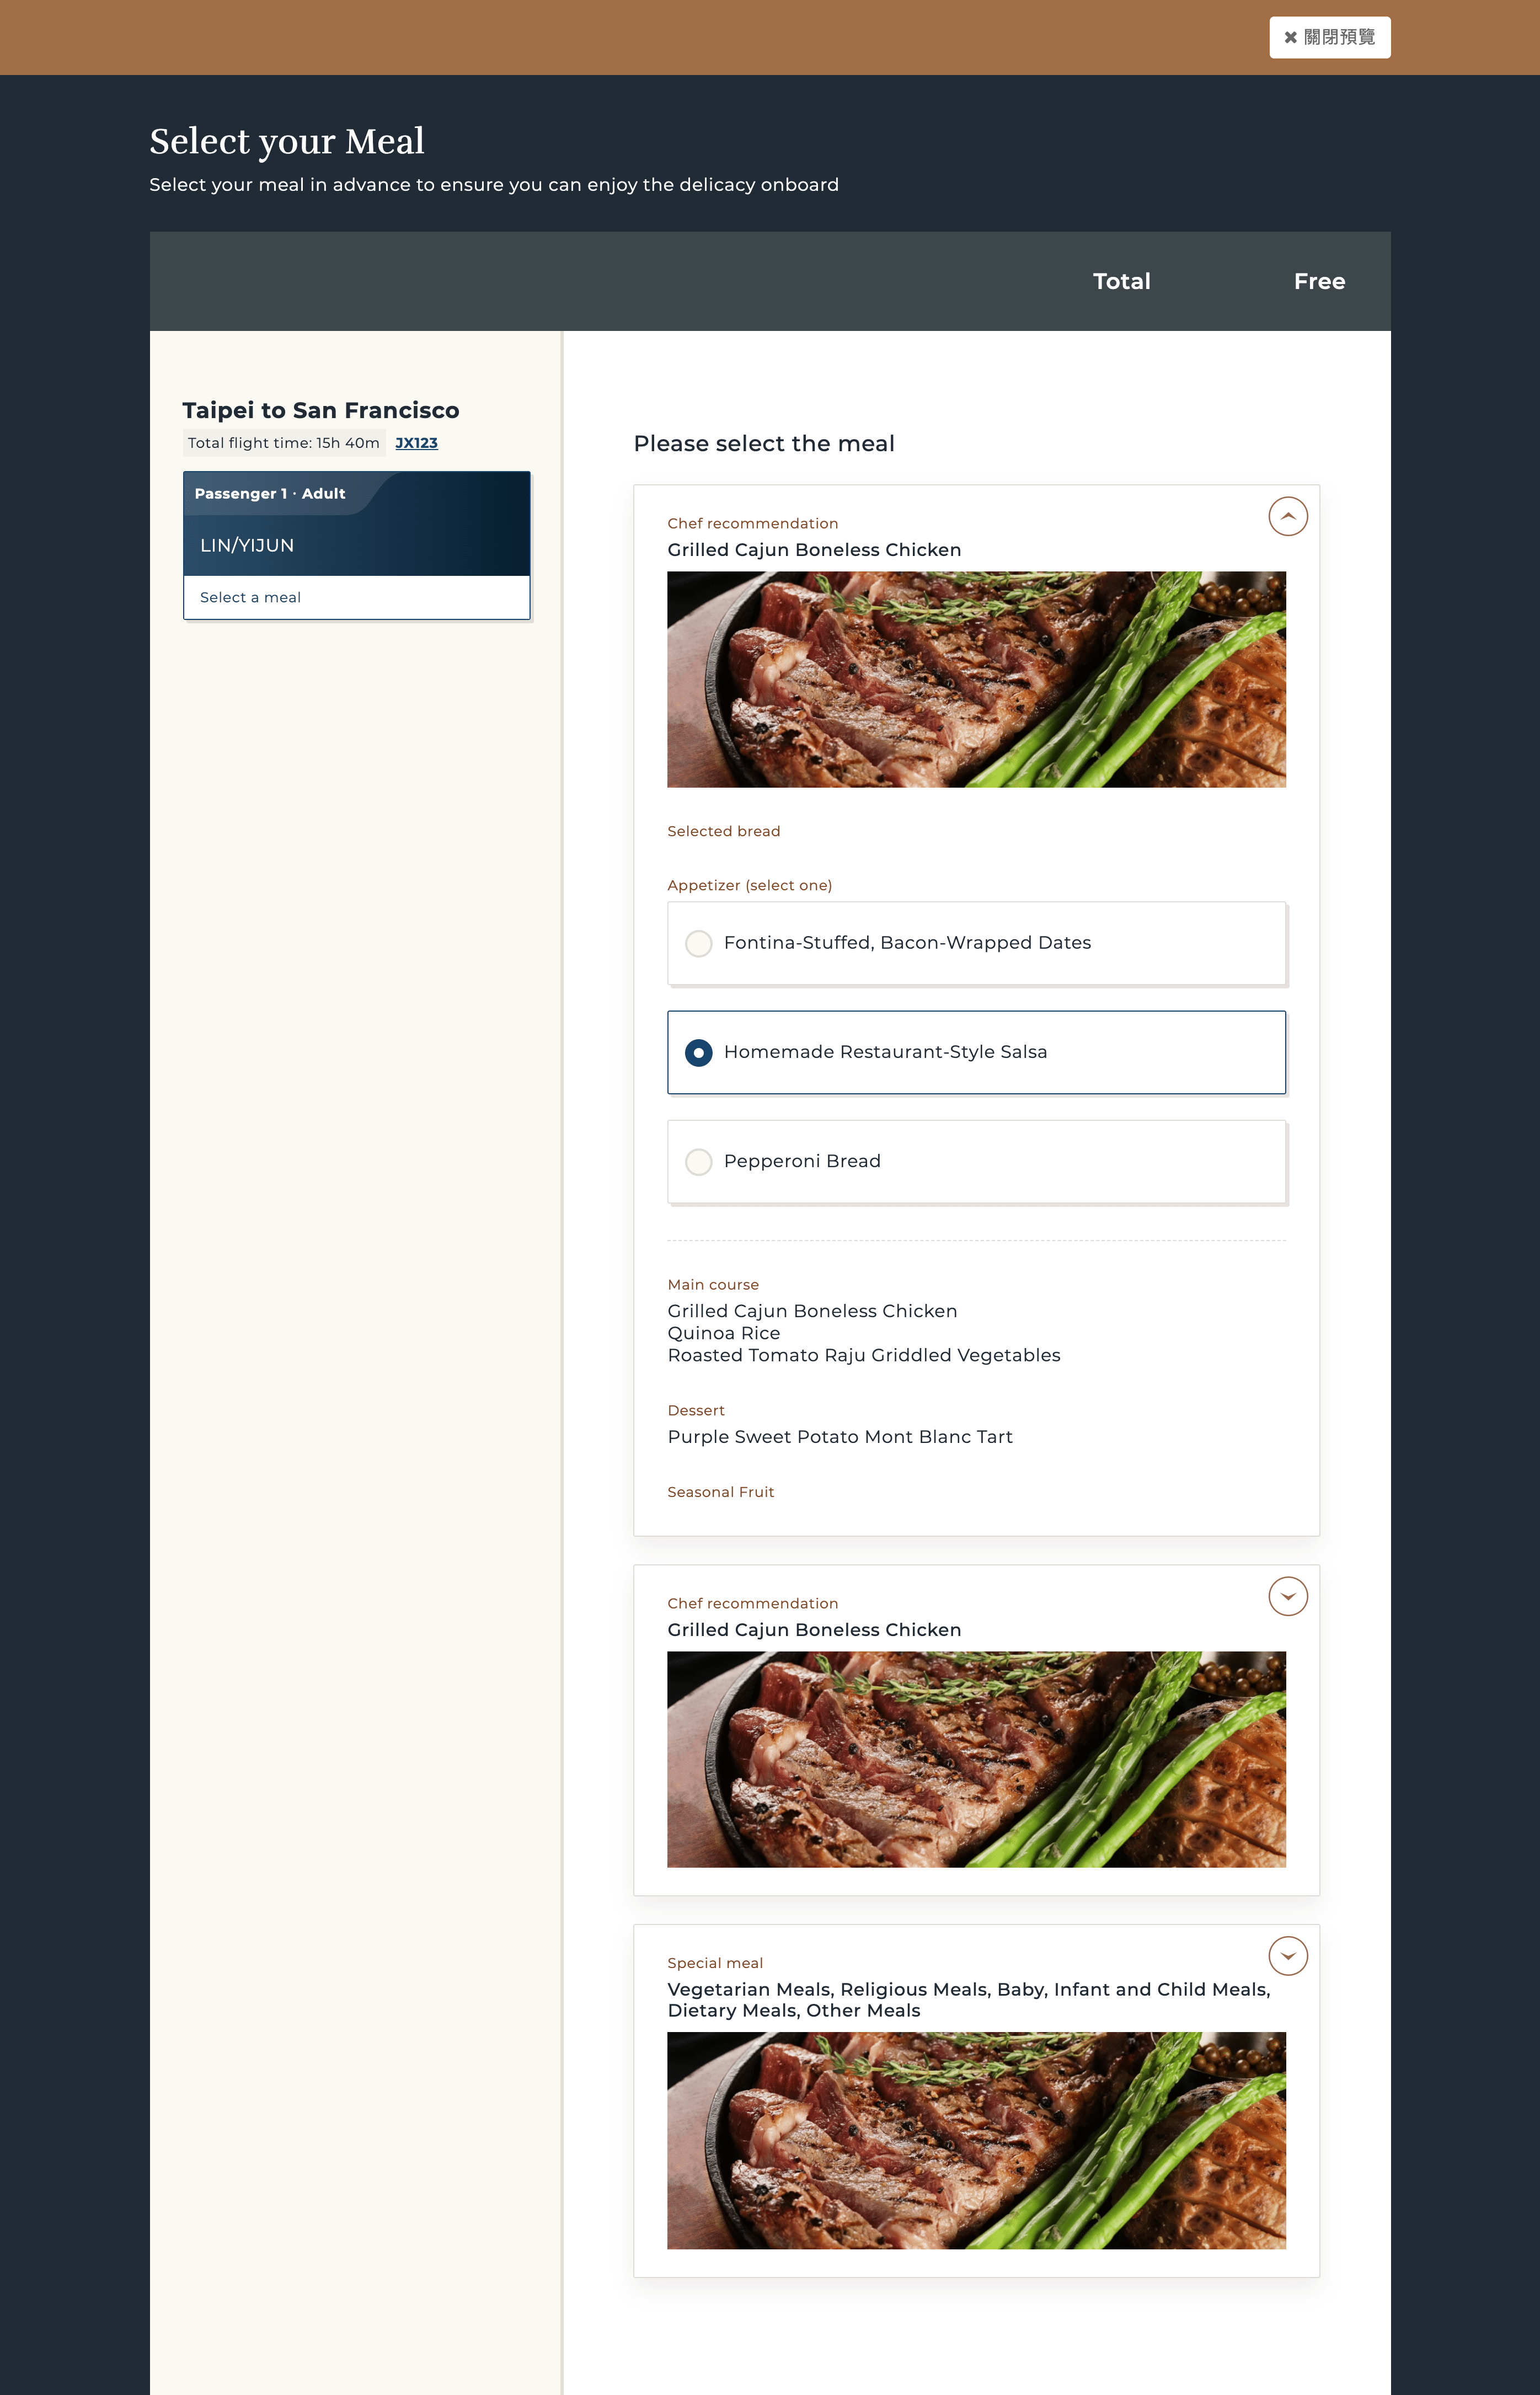 關閉預覽
Select your Meal
Select your meal in advance to ensure you can enjoy the delicacy onboard
Total Free
Taipei to San Francisco
Total flight time: 15h 40m JX123
Passenger 1 · Adult
LIN/YIJUN
Select a meal
Please select the meal
Chef recommendation
Grilled Cajun Boneless Chicken
Selected bread
Appetizer (select one)
Fontina-Stuffed, Bacon-Wrapped Dates
Homemade Restaurant-Style Salsa
Pepperoni Bread
Main course
Grilled Cajun Boneless Chicken
Quinoa Rice
Roasted Tomato Raju Griddled Vegetables
Dessert
Purple Sweet Potato Mont Blanc Tart
Seasonal Fruit
Chef recommendation
Grilled Cajun Boneless Chicken
Special meal
Vegetarian Meals, Religious Meals, Baby, Infant and Child Meals,
Dietary Meals, Other Meals